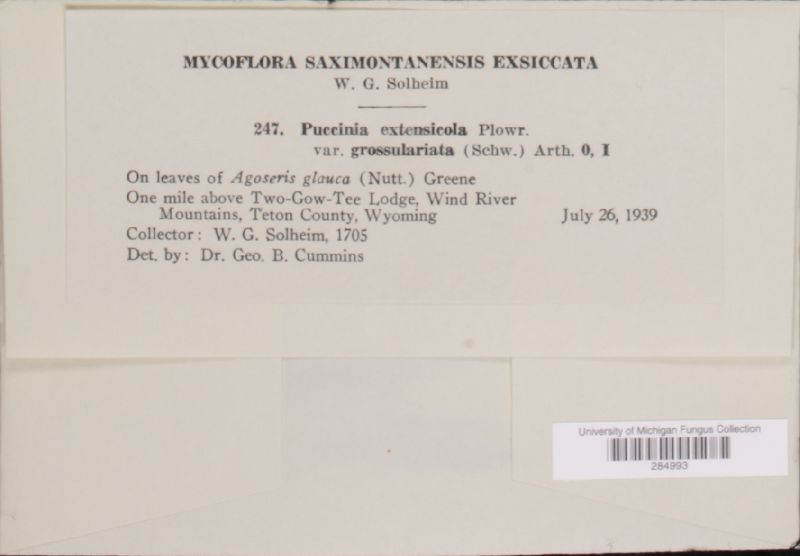 MYCOFLORA SAXIMONTANENSIS EXSICCATA
W. G. Solheim
247. Puccinia extensicola Plowr.
var. grossulariata (Schw.) Arth. 0, I
On leaves of Agoseris glauca (Nutt.) Greene
One mile above Two-Gow-Tee Lodge, Wind River
Mountains, Teton County, Wyoming July 26, 1939
Collector: W. G. Solheim, 1705
Det. by: Dr. Geo. B. Cummins
University of Michigan Fungus Collection
284993